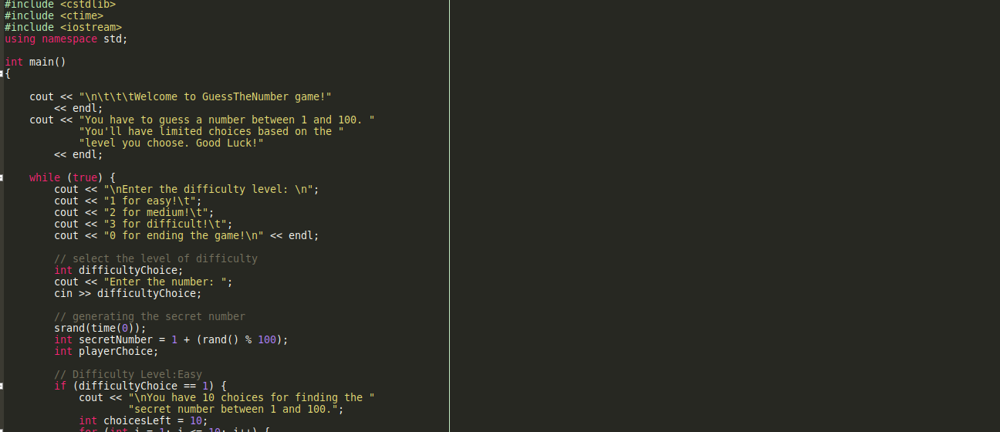 #include <cstdlib>
#include <ctime>
#include <iostream>
using namespace std;
int main()
{
cout << "\n\t\t\tWelcome to GuessTheNumber game!"
<< endl;
cout << "You have to guess a number between 1 and 100. "
"You'll have limited choices based on the "
"level you choose. Good Luck!"
<< endl;
while (true) {
cout << "\nEnter the difficulty level: \n";
cout << "1 for easy!\t";
cout << "2 for medium!\t";
cout << "3 for difficult!\t";
cout << "0 for ending the game!\n" << endl;
// select the level of difficulty
int difficultyChoice;
cout << "Enter the number: ";
cin >> difficultyChoice;
// generating the secret number
srand(time(0));
int secretNumber = 1 + (rand() % 100);
int playerChoice;
// Difficulty Level:Easy
if (difficultyChoice == 1) {
cout << "\nYou have 10 choices for finding the "
"secret number between 1 and 100.";
int choicesLeft = 10;
for (int i = 1; i <= 10; i++) {